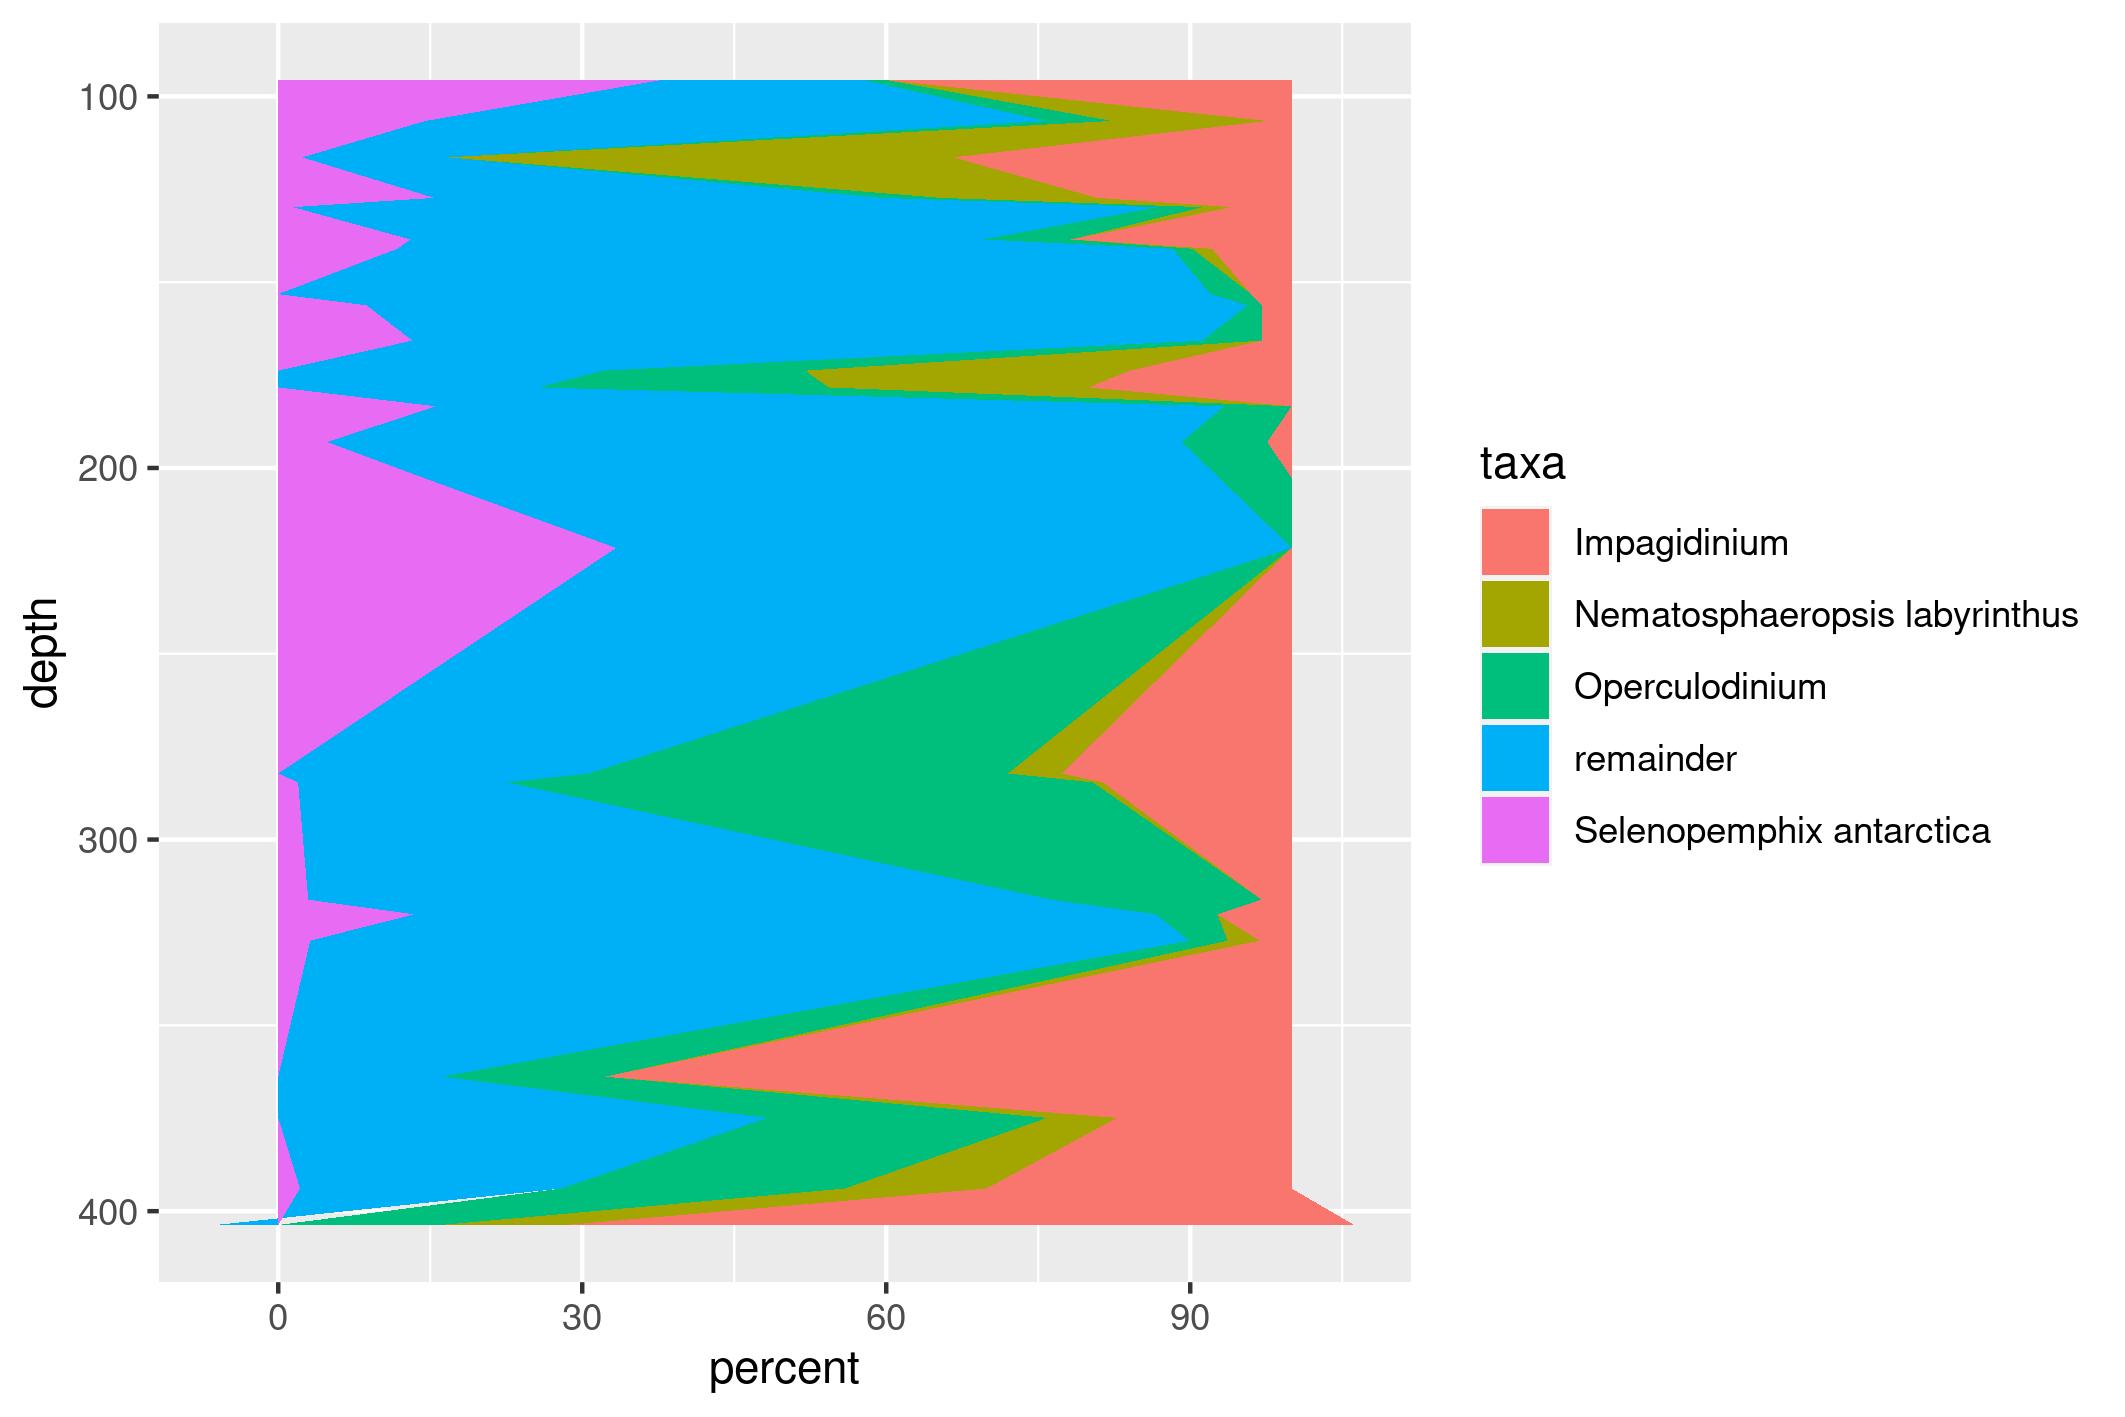 100
200
300
400
depth
0
30
60
90
percent
taxa
Impagidinium
Nematosphaeropsis labyrinthus
Operculodinium
remainder
Selenopemphix antarctica